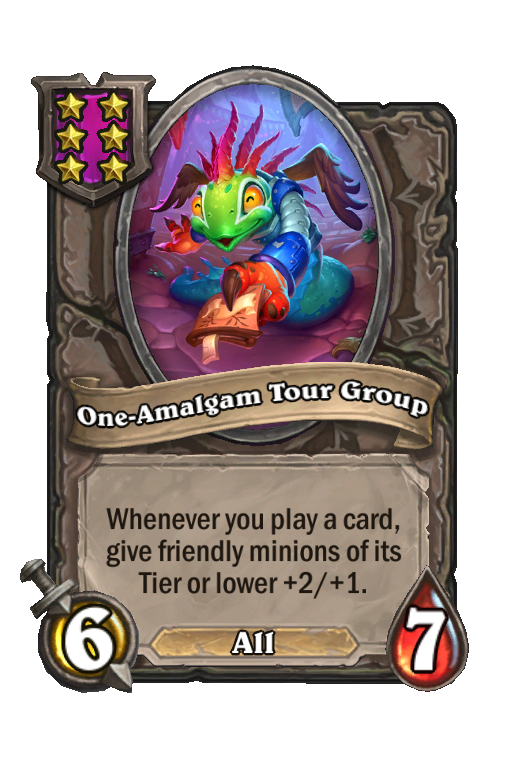 One-Amalgam Tour Group
Whenever you play a card,
give friendly minions of its
Tier or lower +2/+1.
6
All
7